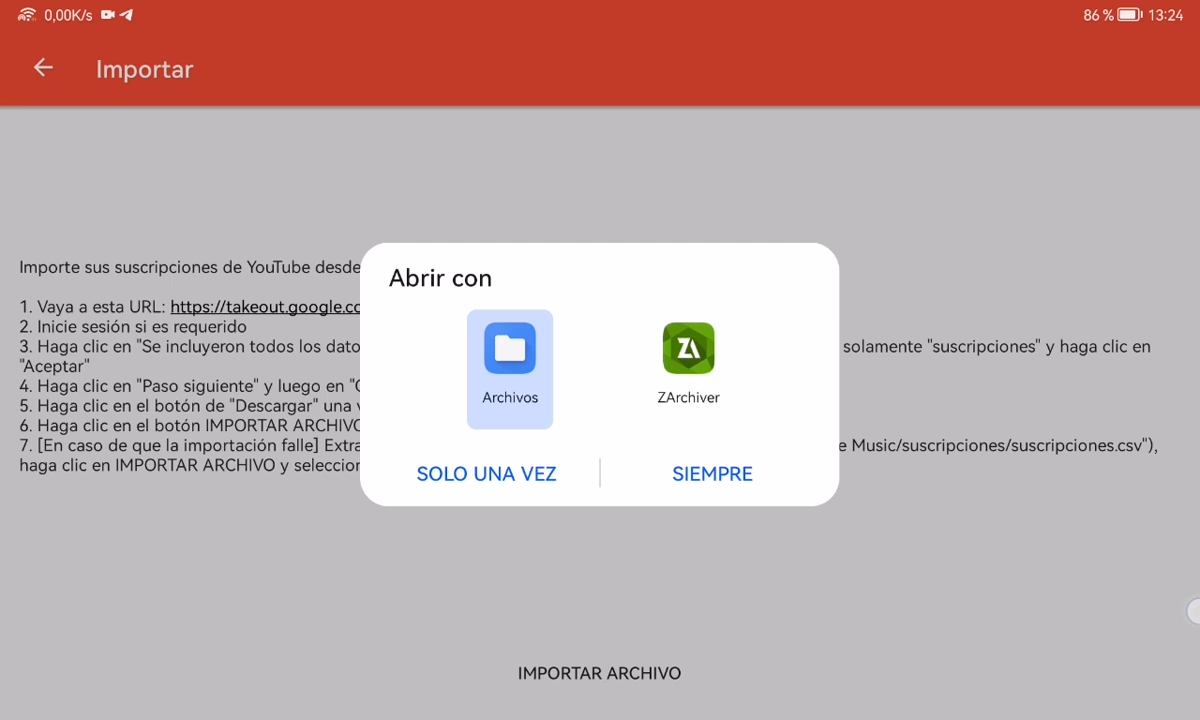 0,00K/s
86 % 13:24
Importar
Importe sus suscripciones de YouTube desde
1. Vaya a esta URL: https://takeout.google.co
2. Inicie sesión si es requerido
3. Haga clic en "Se incluyeron todos los dato solamente "suscripciones" y haga clic en
"Aceptar"
4. Haga clic en "Paso siguiente" y luego en "
5. Haga clic en el botón de "Descargar" una
6. Haga clic en el botón IMPORTAR ARCHIVO
7. [En caso de que la importación falle] Extra e Music/suscripciones/suscripciones.csv"),
haga clic en IMPORTAR ARCHIVO y seleccion
Abrir con
Archivos
ZArchiver
SOLO UNA VEZ
SIEMPRE
IMPORTAR ARCHIVO